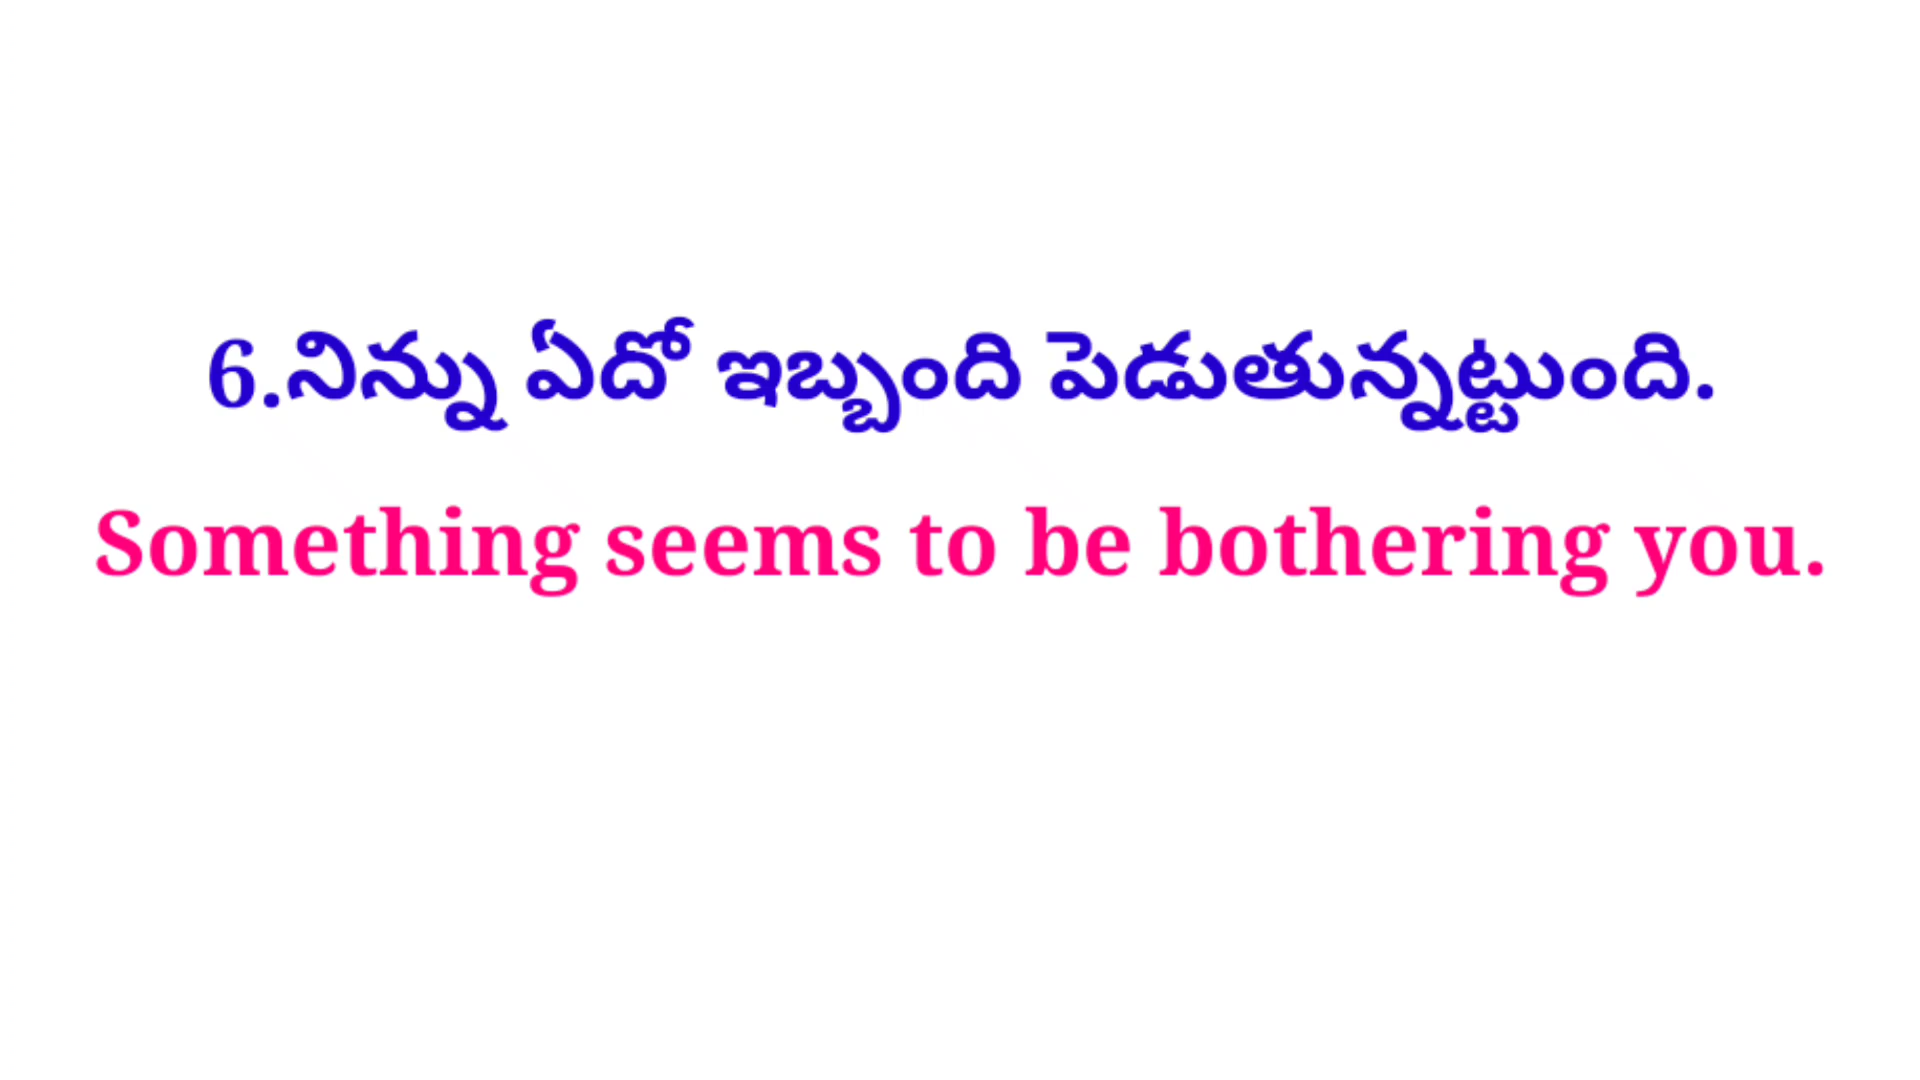 6.నిన్ను ఏదో ఇబ్బంది పెడుతున్నట్టుంది.
Something seems to be bothering you.